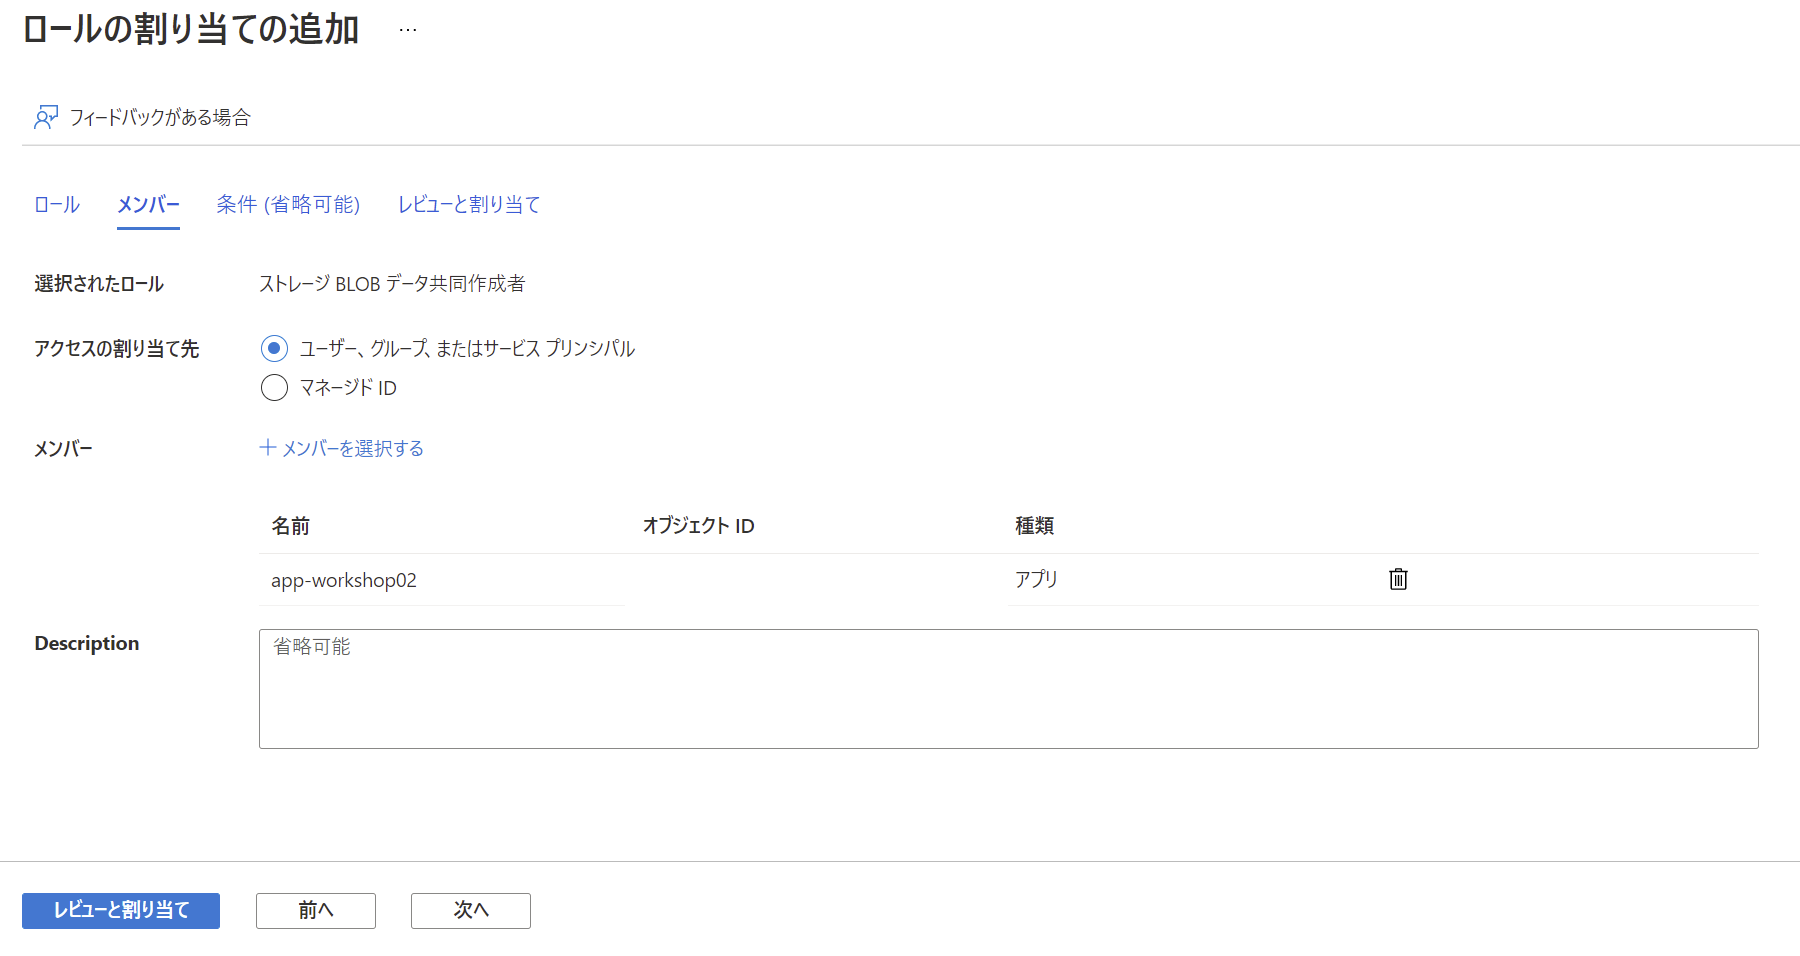 ロールの割り当ての追加 …
フィードバックがある場合
ロール メンバー 条件 (省略可能) レビューと割り当て
選択されたロール ストレージ BLOB データ共同作成者
アクセスの割り当て先 ユーザー、グループ、またはサービス プリンシパル
マネージド ID
メンバー メンバーを選択する
名前 オブジェクト ID 種類
app-workshop02 アプリ
Description 省略可能
レビューと割り当て 前へ 次へ